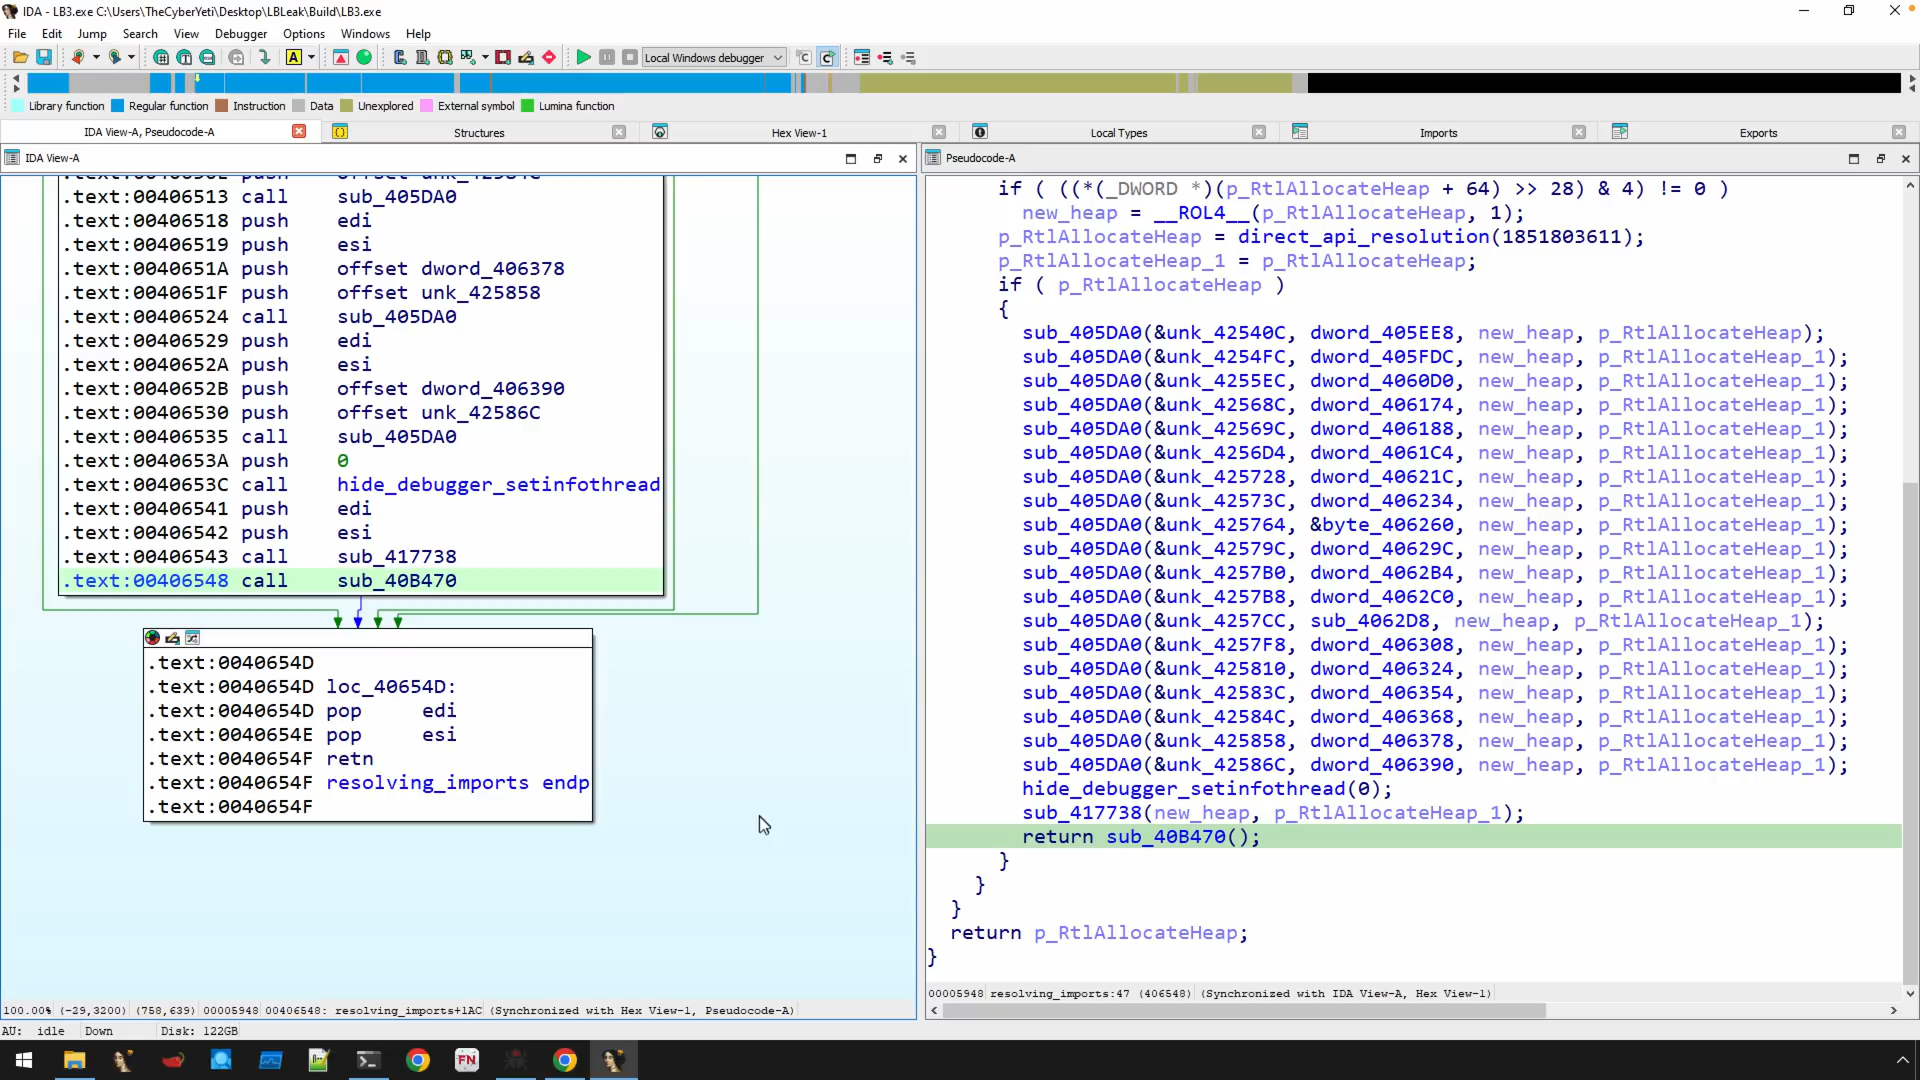 IDA - LB3.exe C:\Users\TheCyberYeti\Desktop\LBLeak\Build\LB3.exe
File Edit Jump Search View Debugger Options Windows Help
Local Windows debugger
Library function Regular function Instruction Data Unexplored External symbol Lumina function
IDA View-A, Pseudocode-A Structures Hex View-1 Local Types Imports Exports
IDA View-A
.text:00406513 call sub_405DA0
.text:00406518 push edi
.text:00406519 push esi
.text:0040651A push offset dword_406378
.text:0040651F push offset unk_425858
.text:00406524 call sub_405DA0
.text:00406529 push edi
.text:0040652A push esi
.text:0040652B push offset dword_406390
.text:00406530 push offset unk_42586C
.text:00406535 call sub_405DA0
.text:0040653A push 0
.text:0040653C call hide_debugger_setinfothread
.text:00406541 push edi
.text:00406542 push esi
.text:00406543 call sub_417738
.text:00406548 call sub_40B470
.text:0040654D
.text:0040654D loc_40654D:
.text:0040654D pop edi
.text:0040654E pop esi
.text:0040654F retn
.text:0040654F resolving_imports endp
.text:0040654F
100.00% (-29,3200) (758,639) 00005948 00406548: resolving_imports+1AC (Synchronized with Hex View-1, Pseudocode-A)
Pseudocode-A
if ( ((*(_DWORD *)(p_RtlAllocateHeap + 64) >> 28) & 4) != 0 )
new_heap = __ROL4__(p_RtlAllocateHeap, 1);
p_RtlAllocateHeap = direct_api_resolution(1851803611);
p_RtlAllocateHeap_1 = p_RtlAllocateHeap;
if ( p_RtlAllocateHeap )
{
sub_405DA0(&unk_42540C, dword_405EE8, new_heap, p_RtlAllocateHeap);
sub_405DA0(&unk_4254FC, dword_405FDC, new_heap, p_RtlAllocateHeap_1);
sub_405DA0(&unk_4255EC, dword_4060D0, new_heap, p_RtlAllocateHeap_1);
sub_405DA0(&unk_42568C, dword_406174, new_heap, p_RtlAllocateHeap_1);
sub_405DA0(&unk_42569C, dword_406188, new_heap, p_RtlAllocateHeap_1);
sub_405DA0(&unk_4256D4, dword_4061C4, new_heap, p_RtlAllocateHeap_1);
sub_405DA0(&unk_425728, dword_40621C, new_heap, p_RtlAllocateHeap_1);
sub_405DA0(&unk_42573C, dword_406234, new_heap, p_RtlAllocateHeap_1);
sub_405DA0(&unk_425764, &byte_406260, new_heap, p_RtlAllocateHeap_1);
sub_405DA0(&unk_42579C, dword_40629C, new_heap, p_RtlAllocateHeap_1);
sub_405DA0(&unk_4257B0, dword_4062B4, new_heap, p_RtlAllocateHeap_1);
sub_405DA0(&unk_4257B8, dword_4062C0, new_heap, p_RtlAllocateHeap_1);
sub_405DA0(&unk_4257CC, sub_4062D8, new_heap, p_RtlAllocateHeap_1);
sub_405DA0(&unk_4257F8, dword_406308, new_heap, p_RtlAllocateHeap_1);
sub_405DA0(&unk_425810, dword_406324, new_heap, p_RtlAllocateHeap_1);
sub_405DA0(&unk_42583C, dword_406354, new_heap, p_RtlAllocateHeap_1);
sub_405DA0(&unk_42584C, dword_406368, new_heap, p_RtlAllocateHeap_1);
sub_405DA0(&unk_425858, dword_406378, new_heap, p_RtlAllocateHeap_1);
sub_405DA0(&unk_42586C, dword_406390, new_heap, p_RtlAllocateHeap_1);
hide_debugger_setinfothread(0);
sub_417738(new_heap, p_RtlAllocateHeap_1);
return sub_40B470();
}
}
}
return p_RtlAllocateHeap;
}
00005948 resolving_imports:47 (406548) (Synchronized with IDA View-A, Hex View-1)
AU: idle Down Disk: 122GB
FN